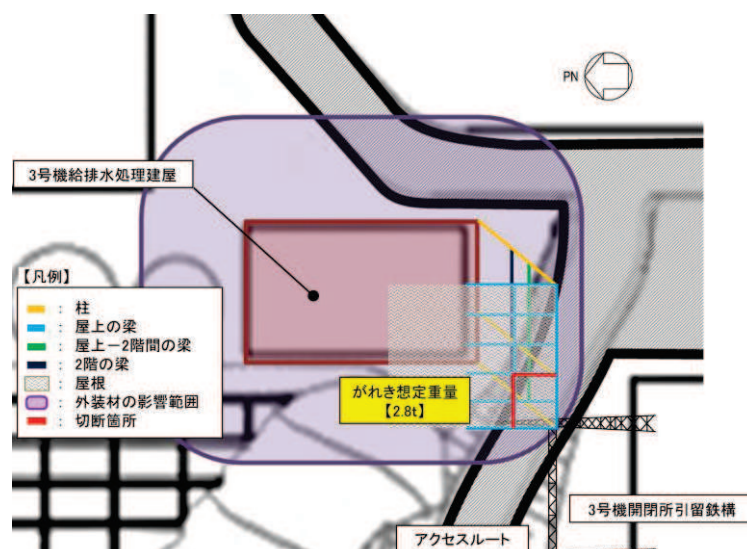 PN
3号機給排水処理建屋
【凡例】
： 柱
： 屋上の梁
： 屋上－2階間の梁
： 2階の梁
： 屋根
： 外装材の影響範囲
： 切断箇所
がれき想定重量
【2.8t】
3号機開閉所引留鉄構
アクセスルート